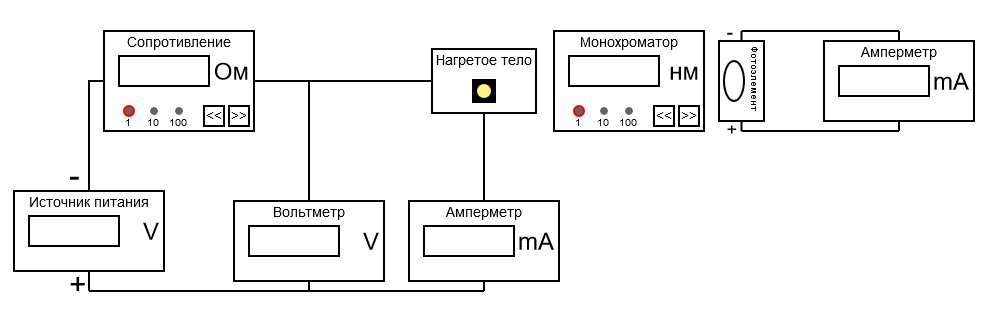 Сопротивление
Ом
1 10 100 << >>
Нагретое тело
Монохроматор
нм
1 10 100 << >>
-
Фотоэлемент
+
Амперметр
mA
-
Источник питания
V
+
Вольтметр
V
Амперметр
mA